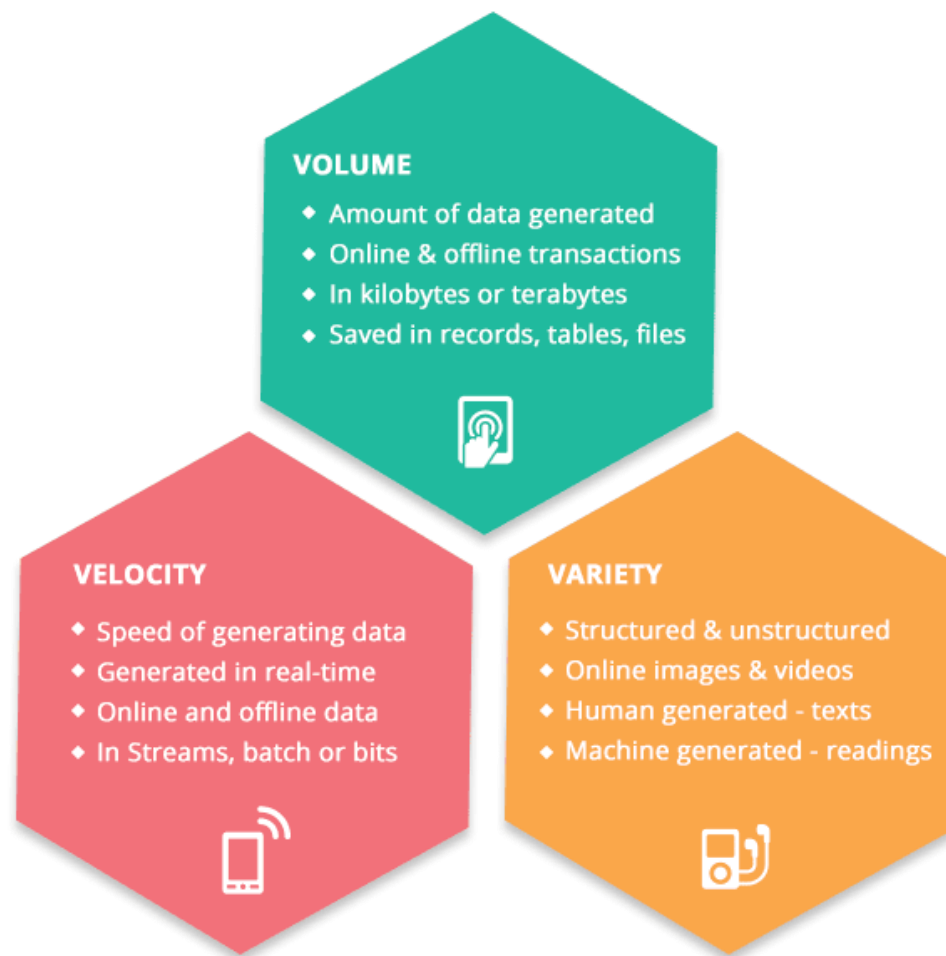 VOLUME
◆ Amount of data generated
◆ Online & offline transactions
◆ In kilobytes or terabytes
◆ Saved in records, tables, files
VELOCITY
◆ Speed of generating data
◆ Generated in real-time
◆ Online and offline data
◆ In Streams, batch or bits
VARIETY
◆ Structured & unstructured
◆ Online images & videos
◆ Human generated - texts
◆ Machine generated - readings